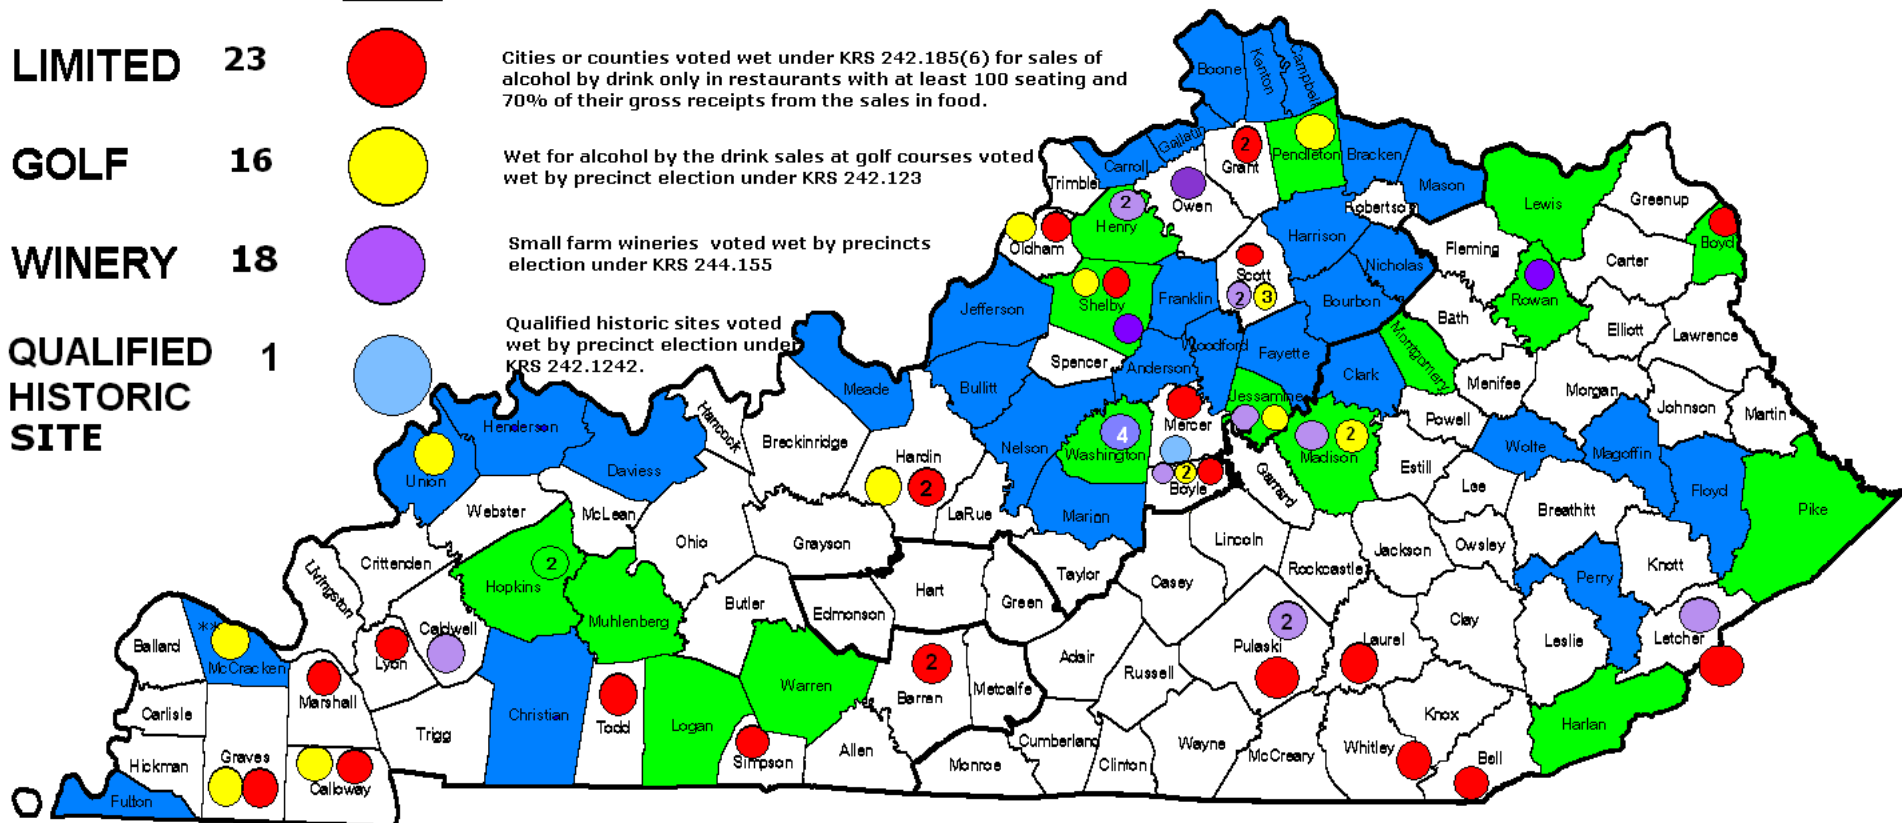 LIMITED 23
Cities or counties voted wet under KRS 242.185(6) for sales of
alcohol by drink only in restaurants with at least 100 seating and
70% of their gross receipts from the sales in food.
GOLF 16
Wet for alcohol by the drink sales at golf courses voted
wet by precinct election under KRS 242.123
WINERY 18
Small farm wineries voted wet by precincts
election under KRS 244.155
QUALIFIED 1
HISTORIC
SITE
Qualified historic sites voted
wet by precinct election under
KRS 242.1242.
Boone
Kenton
Campbell
Gallatin
Carroll
Trimble
2
Grant
Pendleton
Bracken
Mason
Robertson
Owen
2
Henry
Oldham
Lewis
Greenup
Boyd
Fleming
Carter
Harrison
Nicholas
Scott
2
3
Shelby
Franklin
Bourbon
Rowan
Bath
Elliott
Lawrence
Jefferson
Spencer
Woodford
Fayette
Montgomery
Anderson
Clark
Menifee
Morgan
Johnson
Martin
Bullitt
Meade
Hancock
Breckinridge
Henderson
Daviess
Union
Jessamine
Mercer
Powell
Wolfe
Magoffin
Floyd
Pike
4
Washington
Nelson
2
Madison
Estill
Lee
Breathitt
Garrard
2
Boyle
Hardin
2
LaRue
Marion
Webster
McLean
Ohio
Grayson
Lincoln
Rockcastle
Jackson
Owsley
Knott
Perry
Crittenden
Livingston
2
Hopkins
Muhlenberg
Butler
Edmonson
Hart
Green
Taylor
Casey
Clay
Leslie
Letcher
2
Pulaski
Laurel
Ballard
**
McCracken
Lyon
Caldwell
Marshall
Carlisle
Hickman
Graves
Calloway
Fulton
Trigg
Christian
Todd
Logan
Warren
Simpson
Allen
2
Barren
Metcalfe
Adair
Russell
Monroe
Cumberland
Clinton
Wayne
McCreary
Whitley
Knox
Bell
Harlan